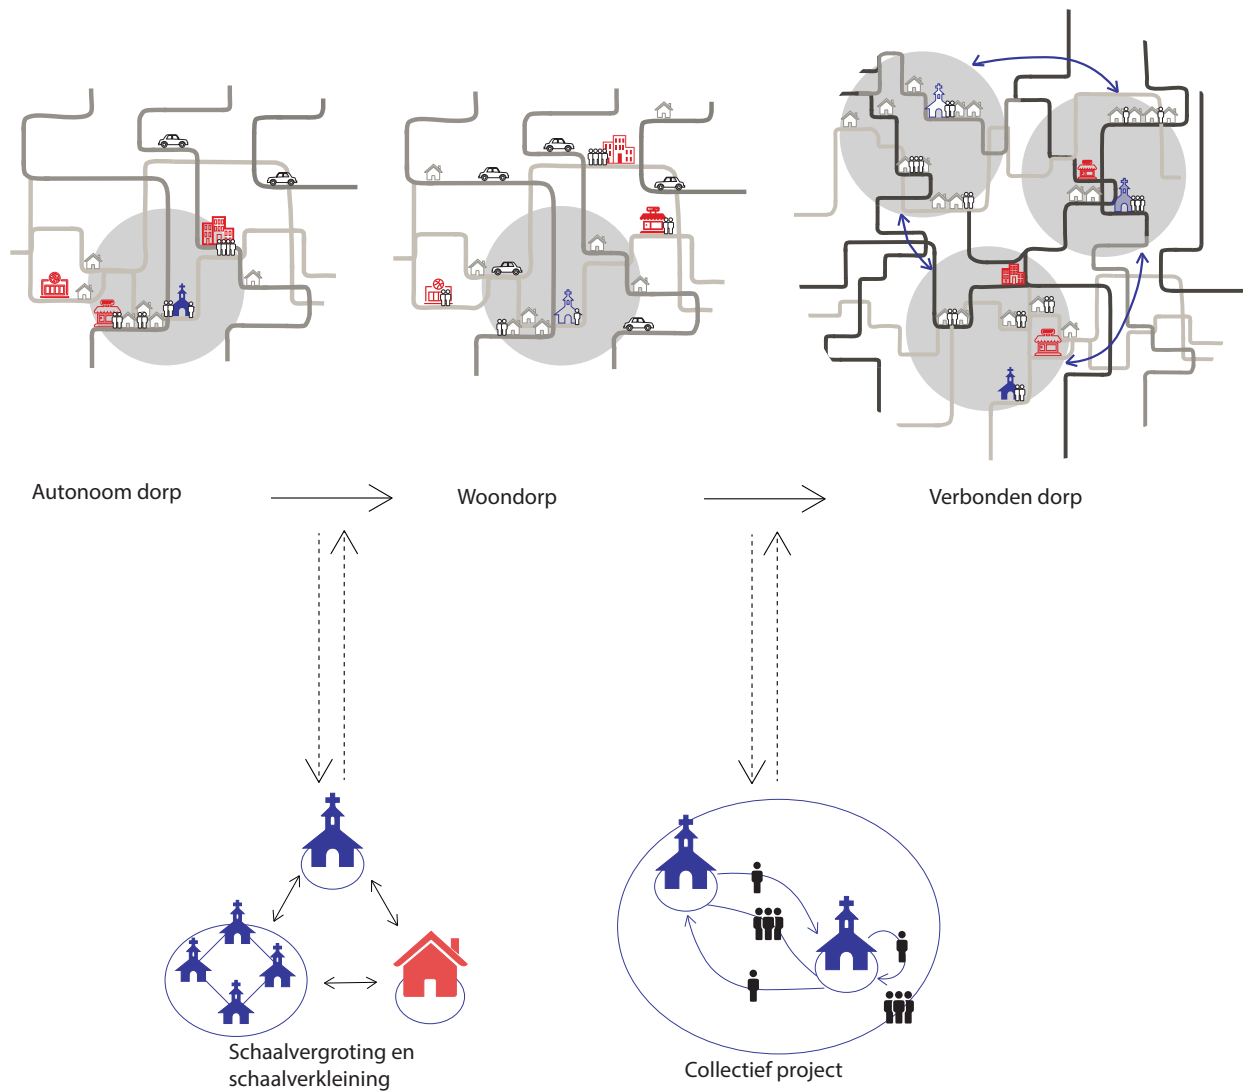 Autonoom dorp
Woondorp
Verbonden dorp
Schaalvergroting en
schaalverkleining
Collectief project